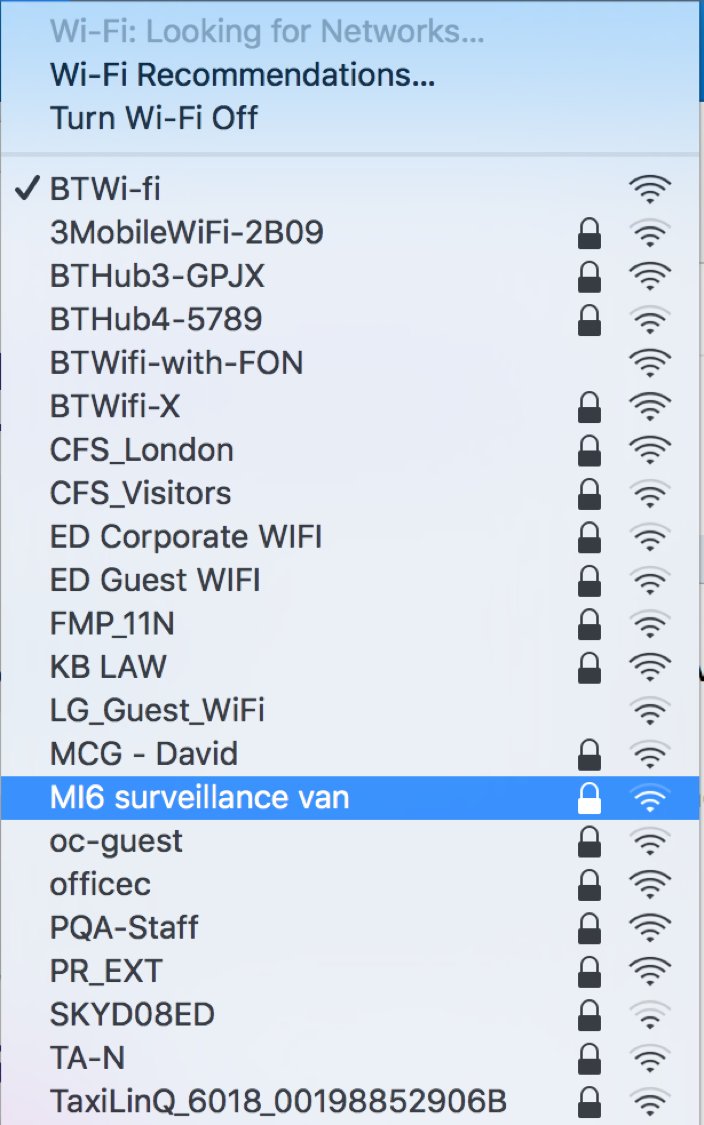 Wi-Fi: Looking for Networks...
Wi-Fi Recommendations...
Turn Wi-Fi Off
BTWi-fi
3MobileWiFi-2B09
BTHub3-GPJX
BTHub4-5789
BTWifi-with-FON
BTWifi-X
CFS_London
CFS_Visitors
ED Corporate WIFI
ED Guest WIFI
FMP_11N
KB LAW
LG_Guest_WiFi
MCG - David
MI6 surveillance van
oc-guest
officec
PQA-Staff
PR_EXT
SKYD08ED
TA-N
TaxiLinQ_6018_00198852906B